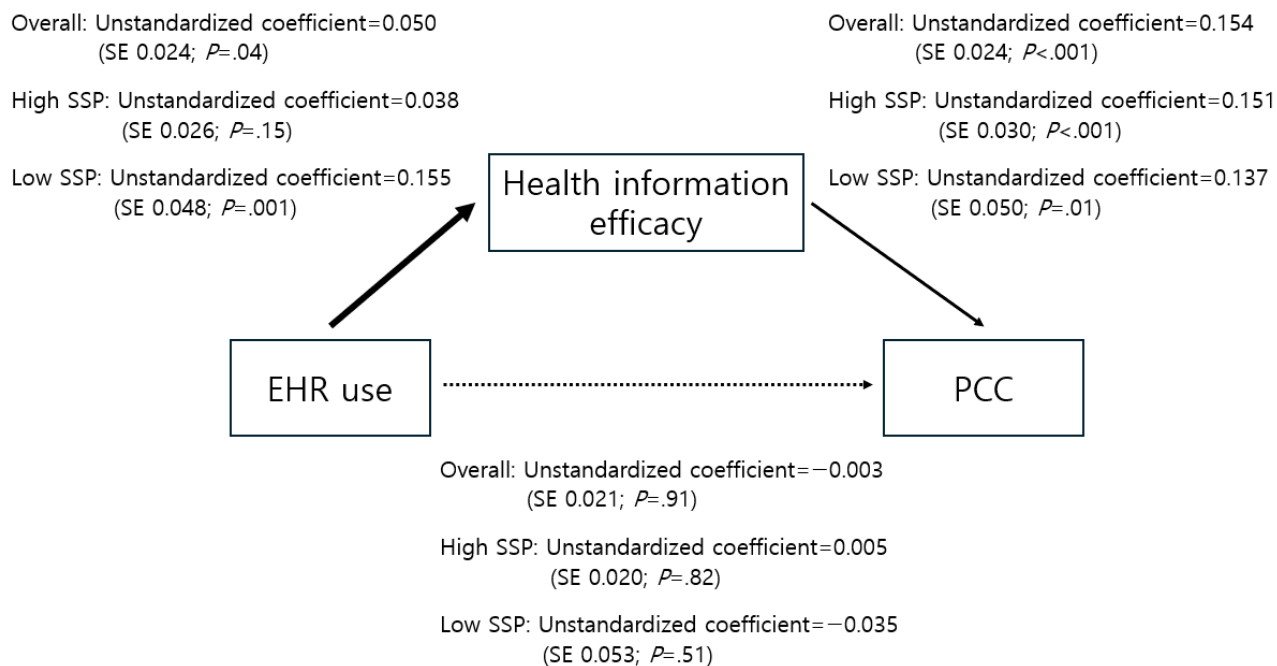 Overall: Unstandardized coefficient=0.050
(SE 0.024; P=.04)
High SSP: Unstandardized coefficient=0.038
(SE 0.026; P=.15)
Low SSP: Unstandardized coefficient=0.155
(SE 0.048; P=.001)
Overall: Unstandardized coefficient=0.154
(SE 0.024; P<.001)
High SSP: Unstandardized coefficient=0.151
(SE 0.030; P<.001)
Low SSP: Unstandardized coefficient=0.137
(SE 0.050; P=.01)
Health information
efficacy
EHR use
PCC
Overall: Unstandardized coefficient=−0.003
(SE 0.021; P=.91)
High SSP: Unstandardized coefficient=0.005
(SE 0.020; P=.82)
Low SSP: Unstandardized coefficient=−0.035
(SE 0.053; P=.51)